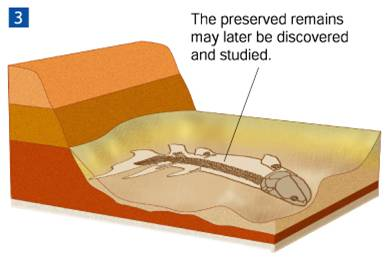 3
The preserved remains
may later be discovered
and studied.